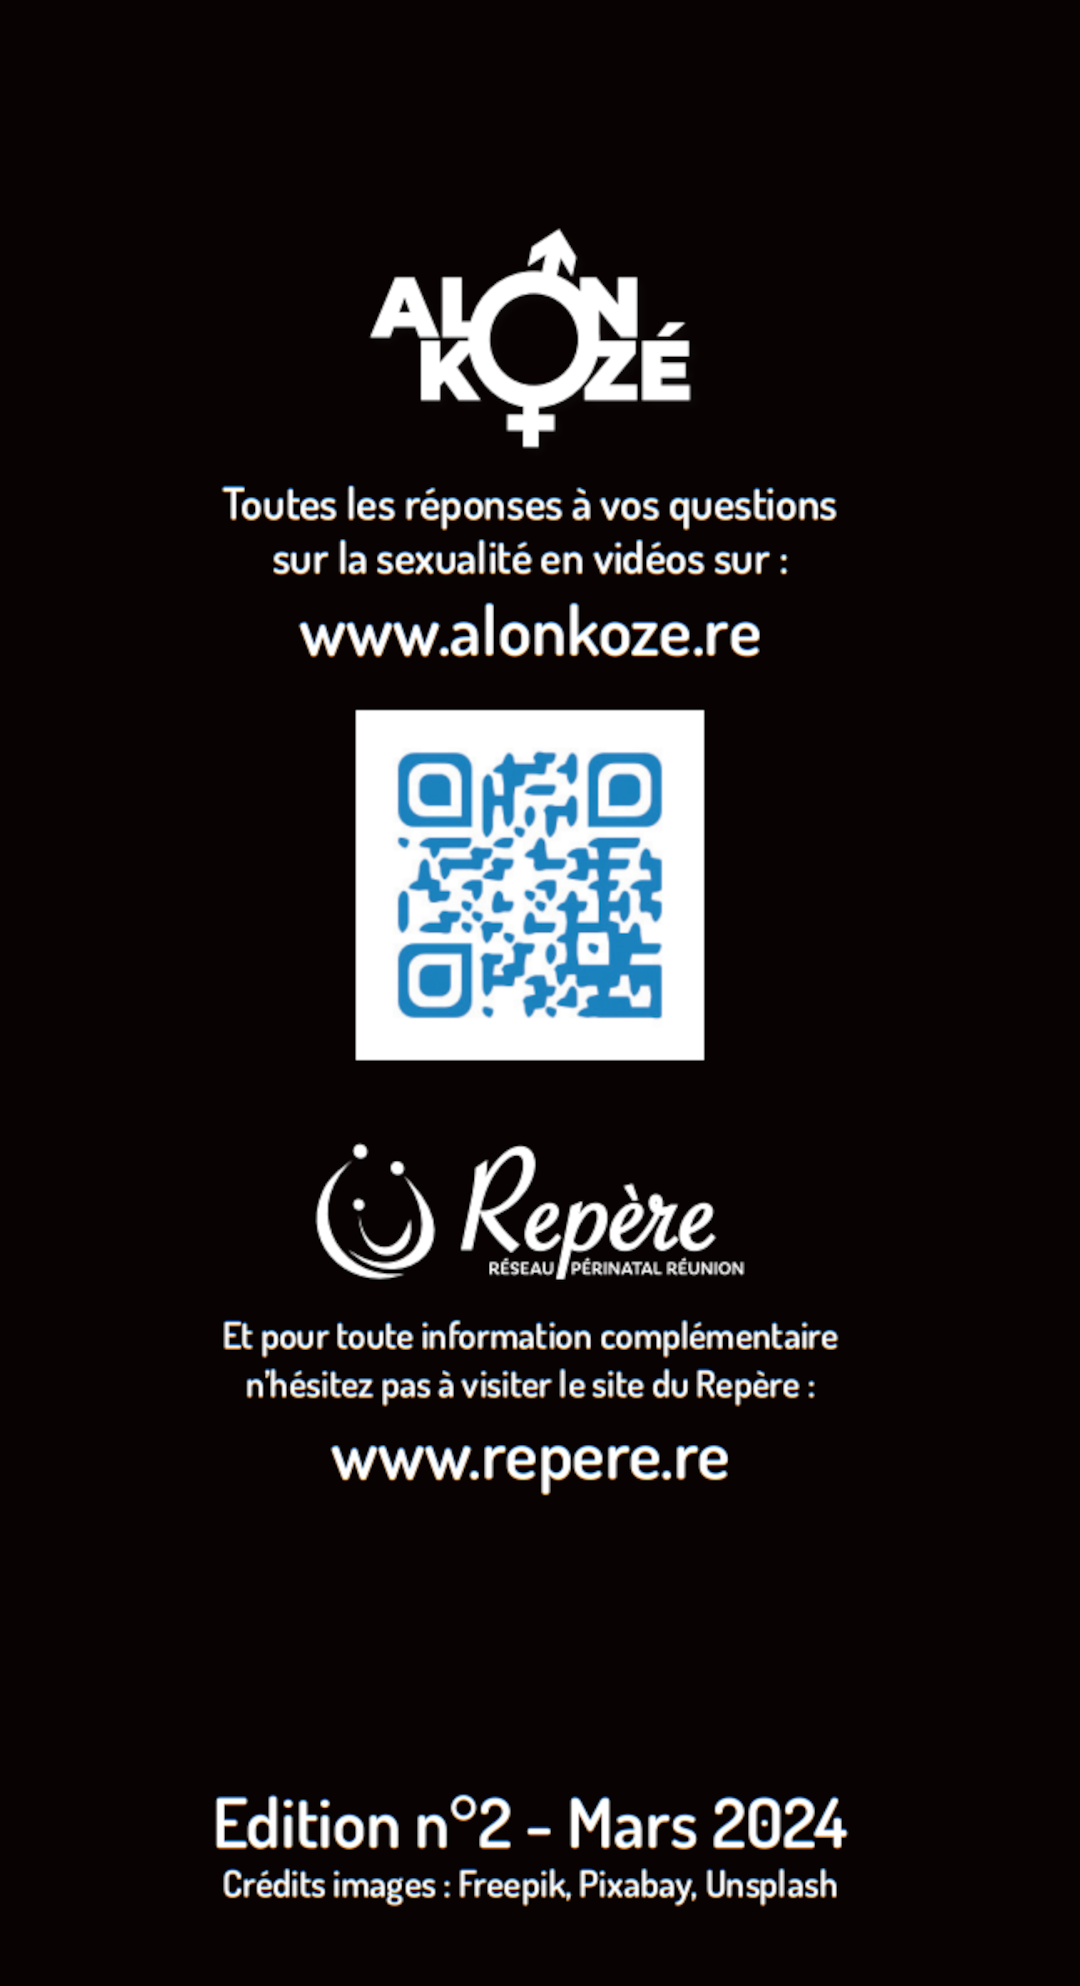 ALON
KOZÉ
Toutes les réponses à vos questions
sur la sexualité en vidéos sur :
www.alonkoze.re
Repère
RÉSEAU PÉRINATAL RÉUNION
Et pour toute information complémentaire
n'hésitez pas à visiter le site du Repère :
www.repere.re
Edition n°2 - Mars 2024
Crédits images : Freepik, Pixabay, Unsplash